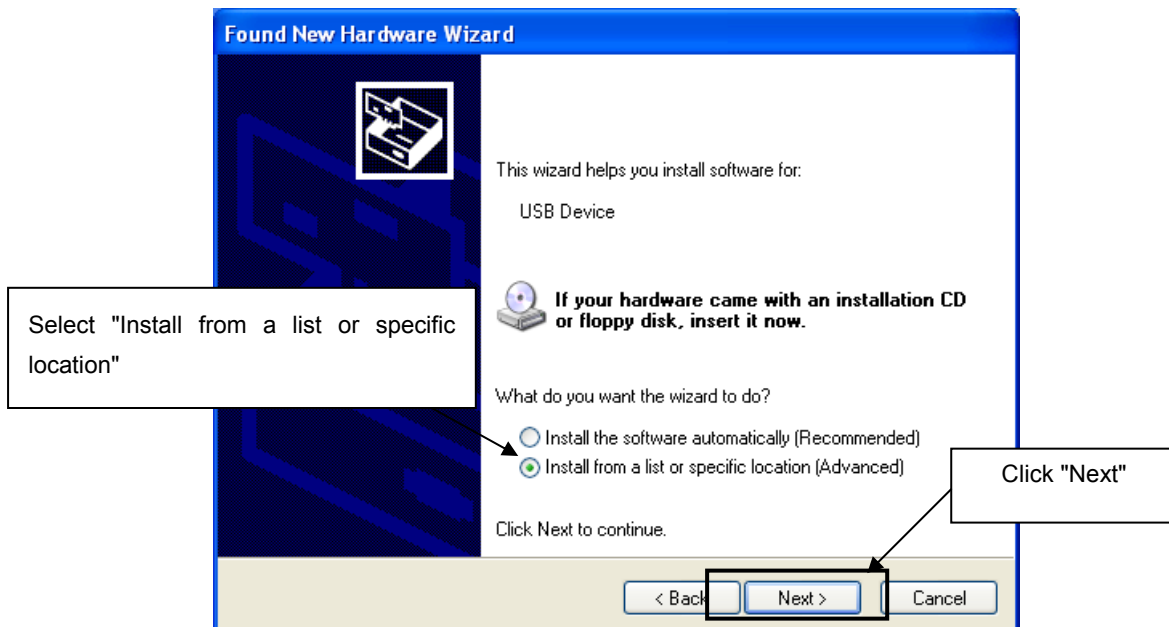 Found New Hardware Wizard
This wizard helps you install software for:
USB Device
If your hardware came with an installation CD
or floppy disk, insert it now.
Select "Install from a list or specific
location"
What do you want the wizard to do?
Install the software automatically (Recommended)
Install from a list or specific location (Advanced)
Click "Next"
Click Next to continue.
< Back
Next >
Cancel